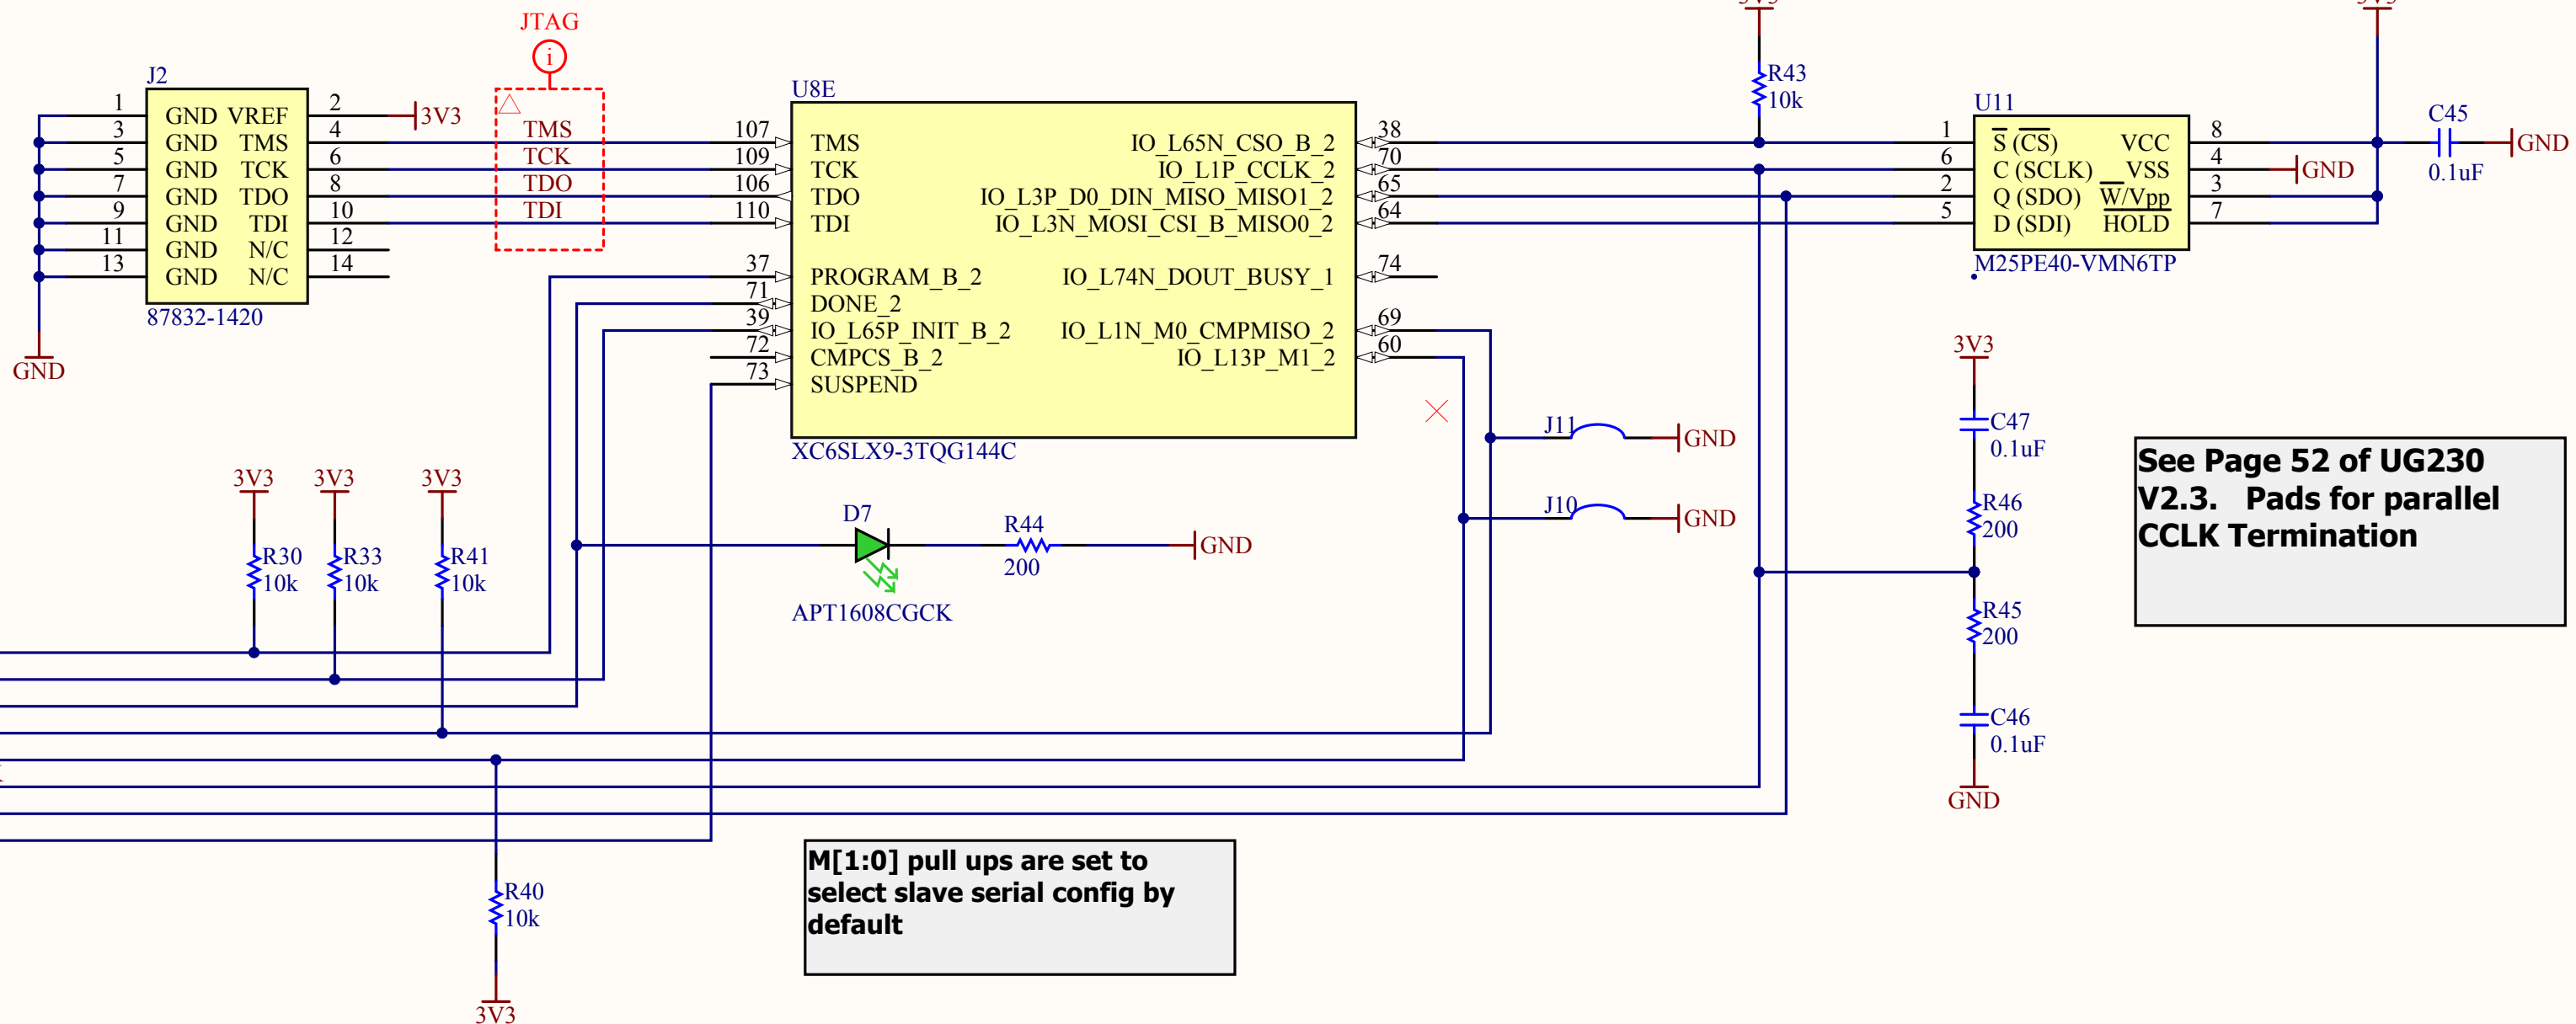 JTAG
i
J2
1 GND VREF 2 3V3
3 GND TMS 4 TMS
5 GND TCK 6 TCK
7 GND TDO 8 TDO
9 GND TDI 10 TDI
11 GND N/C 12
13 GND N/C 14
87832-1420
GND
U8E
107 TMS IO_L65N_CSO_B_2 38
109 TCK IO_L1P_CCLK_2 70
106 TDO IO_L3P_D0_DIN_MISO_MISO1_2 65
110 TDI IO_L3N_MOSI_CSI_B_MISO0_2 64
37 PROGRAM_B_2 IO_L74N_DOUT_BUSY_1 74
71 DONE_2
39 IO_L65P_INIT_B_2 IO_L1N_M0_CMPMISO_2 69
72 CMPCS_B_2 IO_L13P_M1_2 60
73 SUSPEND
XC6SLX9-3TQG144C
3V3
R43
10k
U11
3V3
1 S (CS) VCC 8
6 C (SCLK) VSS 4 GND
2 Q (SDO) W/Vpp 3
5 D (SDI) HOLD 7
M25PE40-VMN6TP
C45
0.1uF
GND
J11 GND
J10 GND
3V3
C47
0.1uF
R46
200
R45
200
C46
0.1uF
GND
See Page 52 of UG230
V2.3. Pads for parallel
CCLK Termination
3V3 3V3 3V3
R30 R33 R41
10k 10k 10k
D7
APT1608CGCK
R44
200
GND
R40
10k
3V3
M[1:0] pull ups are set to
select slave serial config by
default